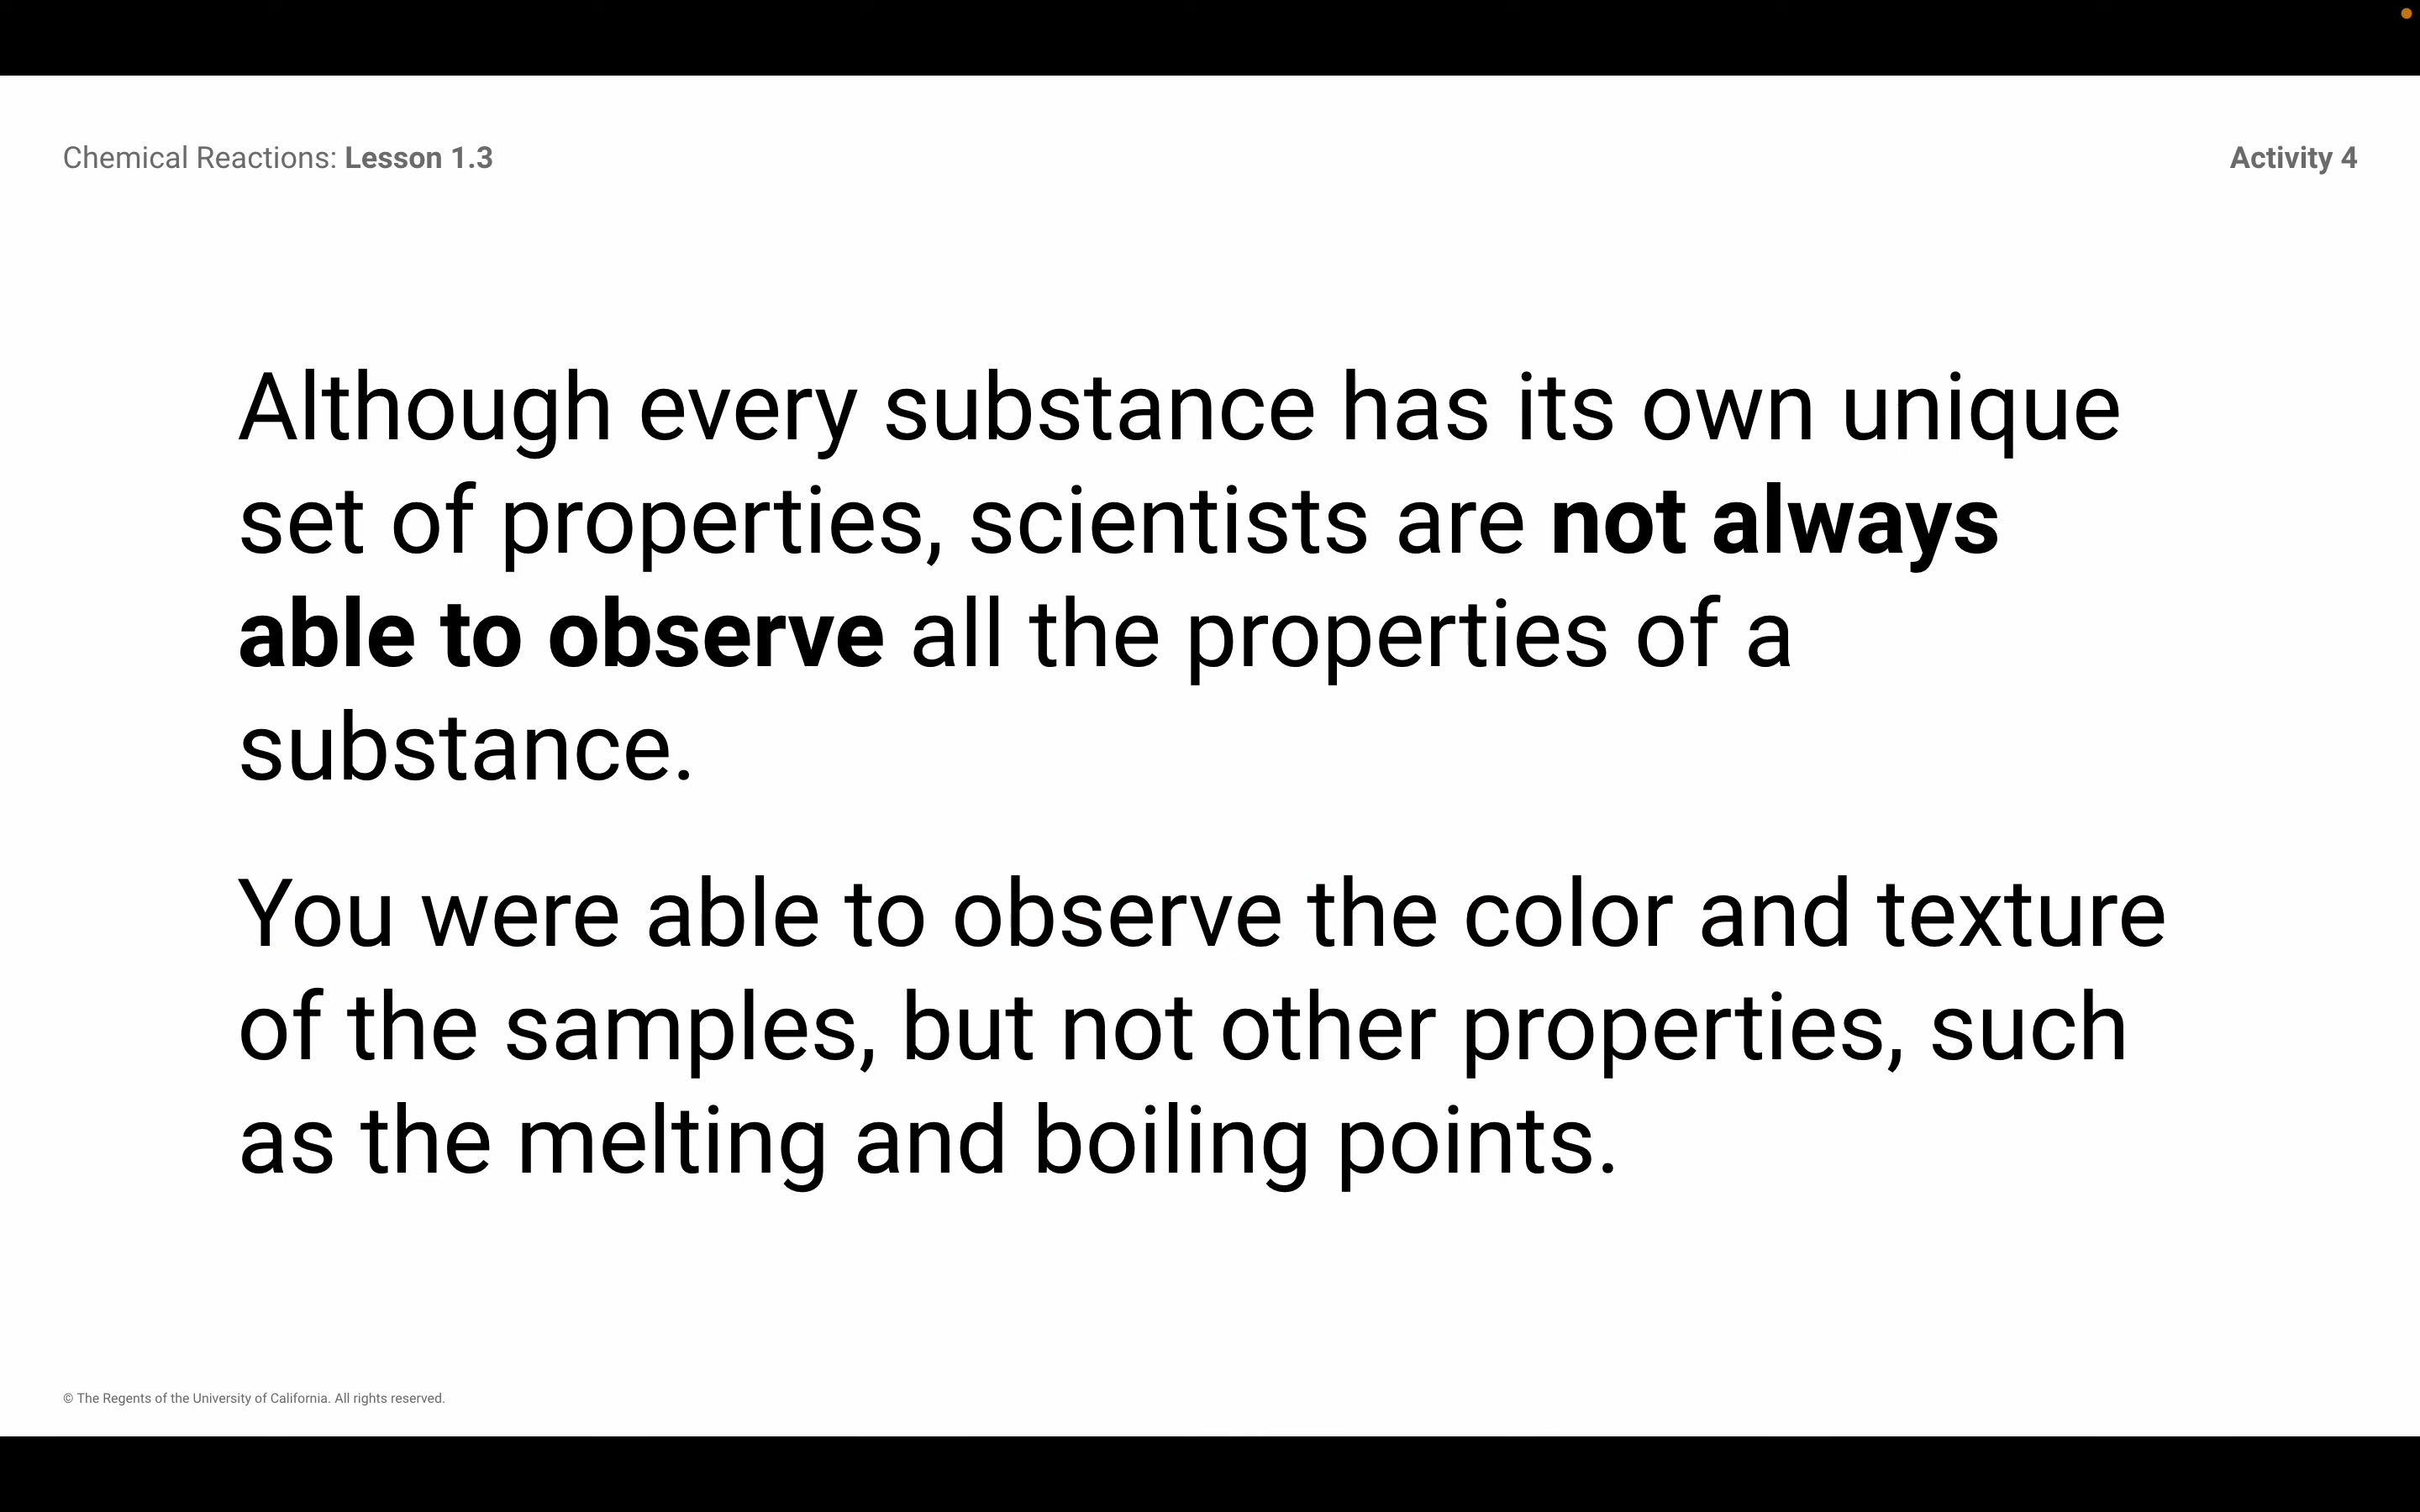 Chemical Reactions: Lesson 1.3
Activity 4
Although every substance has its own unique
set of properties, scientists are not always
able to observe all the properties of a
substance.
You were able to observe the color and texture
of the samples, but not other properties, such
as the melting and boiling points.
© The Regents of the University of California. All rights reserved.